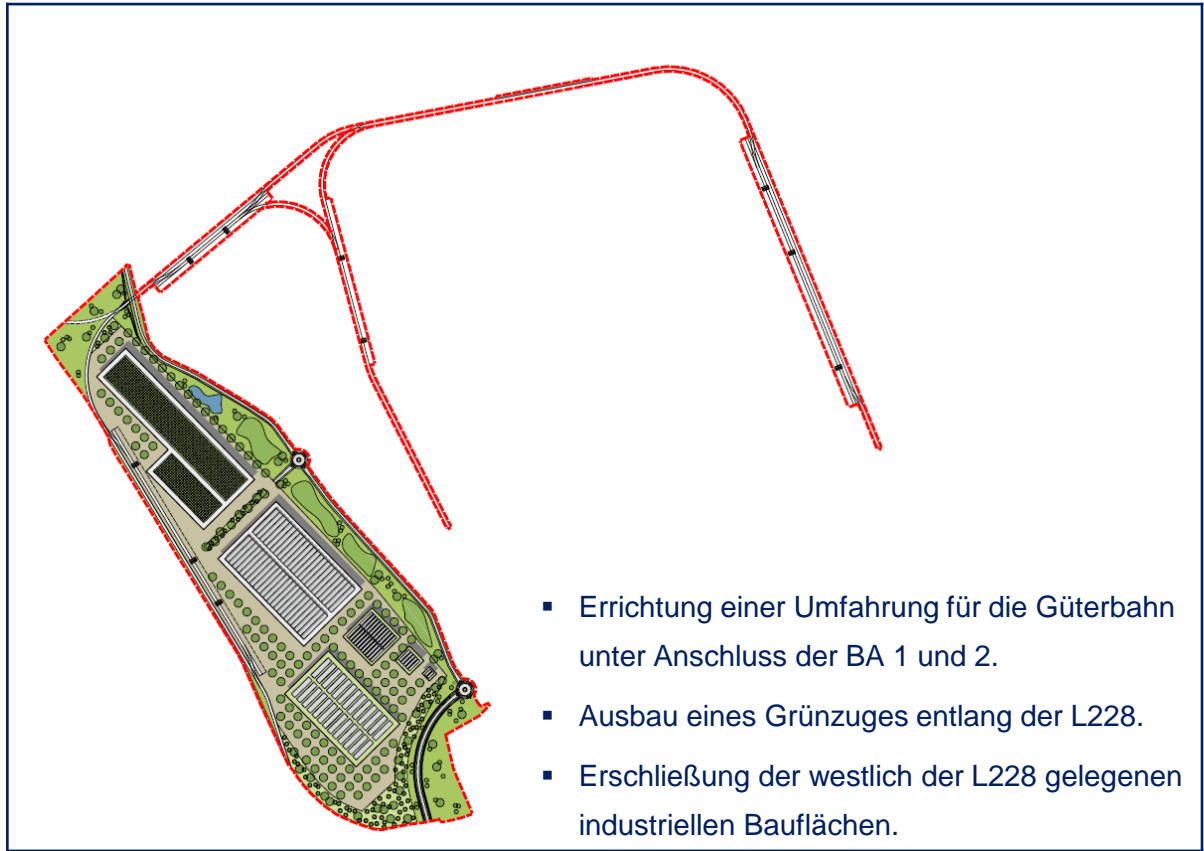 ▪ Errichtung einer Umfahrung für die Güterbahn
unter Anschluss der BA 1 und 2.
▪ Ausbau eines Grünzuges entlang der L228.
▪ Erschließung der westlich der L228 gelegenen
industriellen Bauflächen.